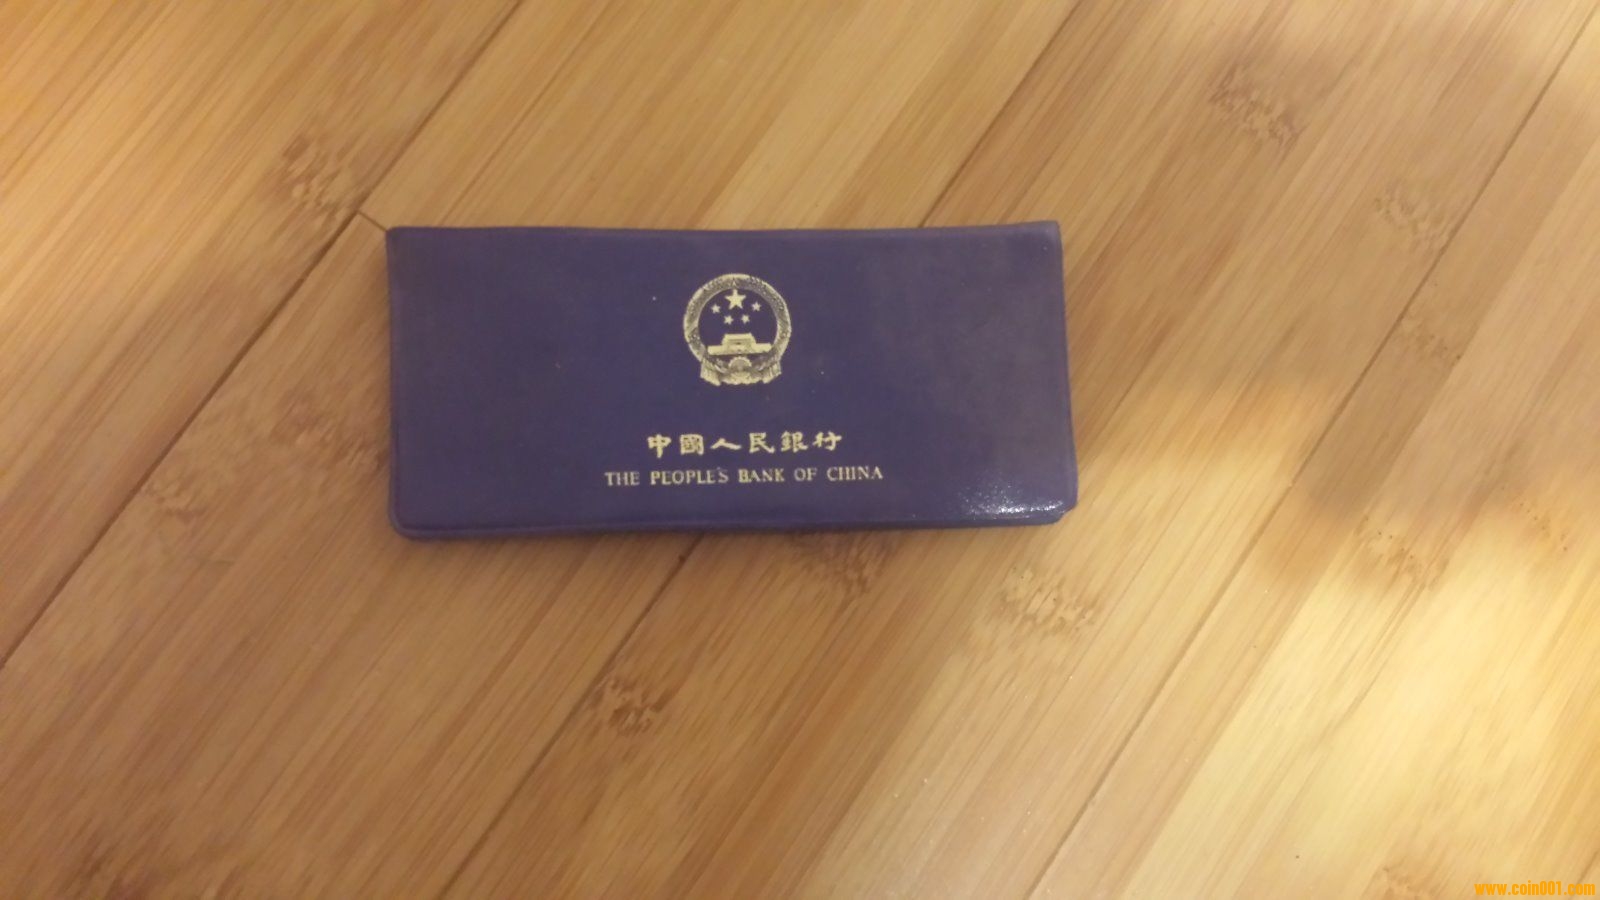 中國人民銀行
THE PEOPLE'S BANK OF CHINA
www.coin001.com